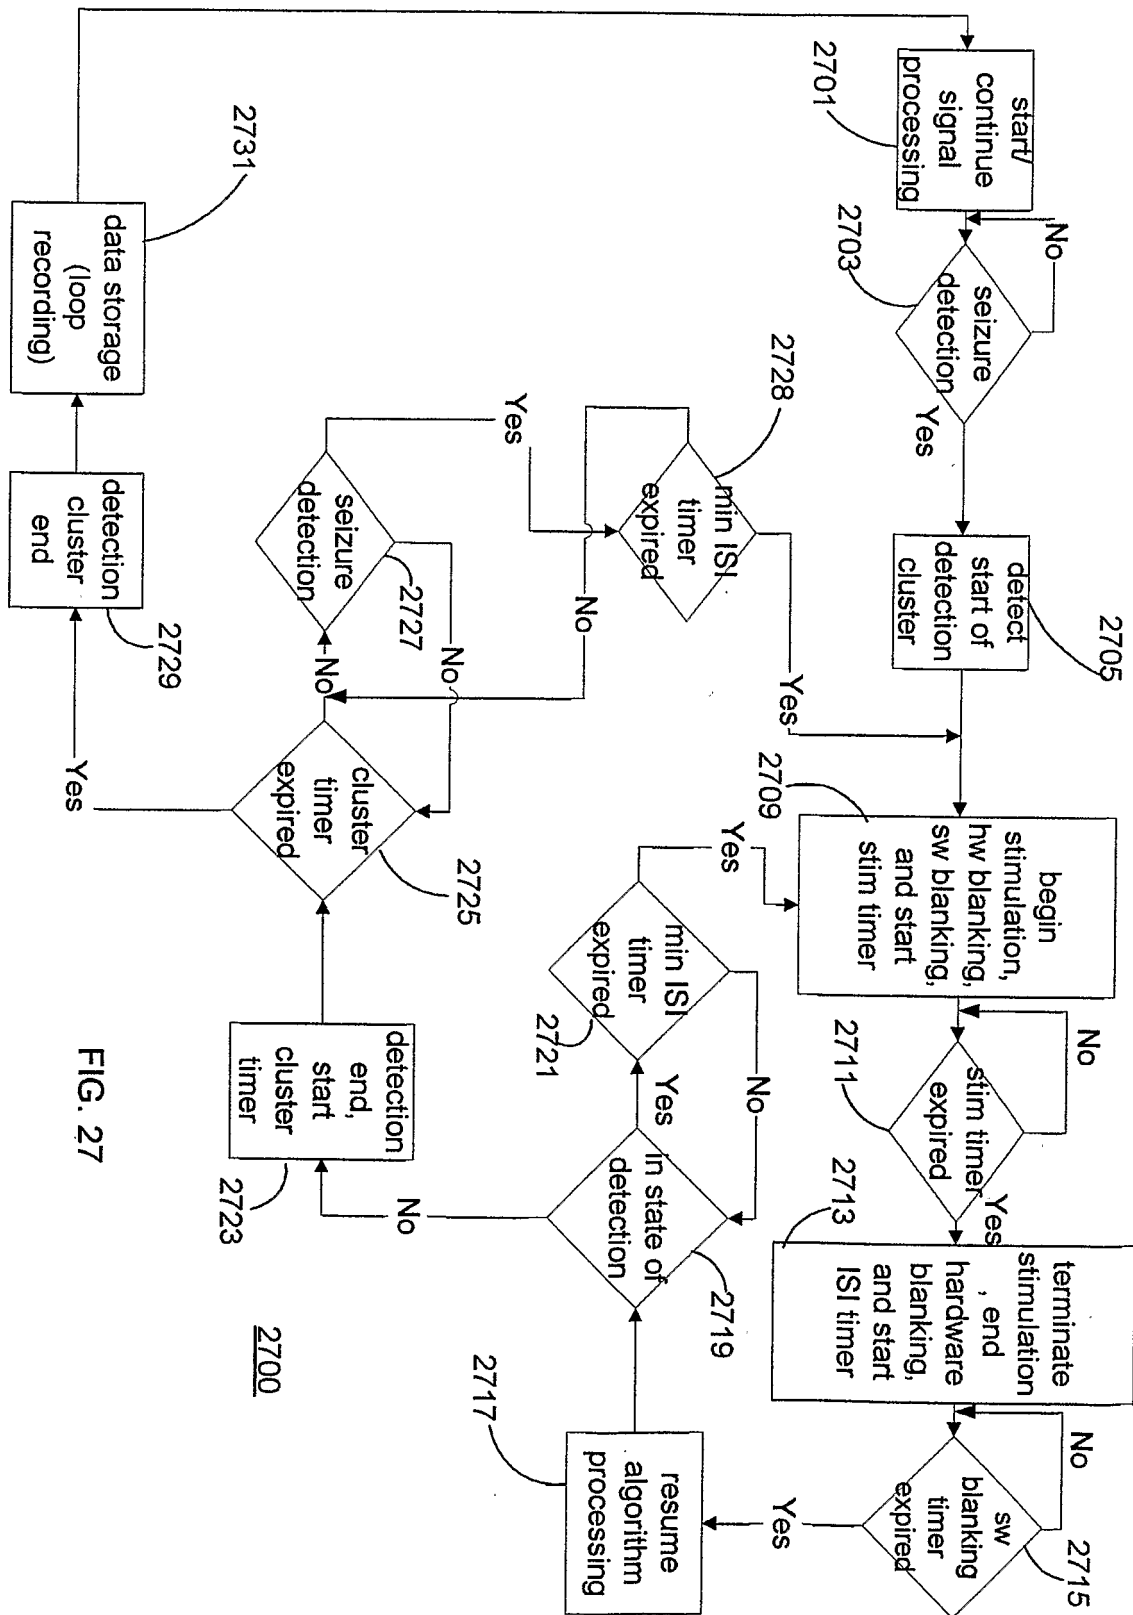 start/
continue
signal
processing
2701
No
seizure
detection
2703
Yes
detect
start of
detection
cluster
2705
begin
stimulation,
hw blanking,
sw blanking,
and start
stim timer
2709
No
stim timer
expired
2711
Yes
terminate
stimulation
, end
hardware
blanking,
and start
ISI timer
2713
No
sw
blanking
timer
expired
2715
Yes
resume
algorithm
processing
2717
in state of
detection
2719
Yes
No
min ISI
timer
expired
2721
Yes
No
detection
end,
start
cluster
timer
2723
cluster
timer
expired
2725
No
Yes
seizure
detection
2727
No
Yes
min ISI
timer
expired
2728
Yes
No
detection
cluster
end
2729
data storage
(loop
recording)
2731
2700
FIG. 27